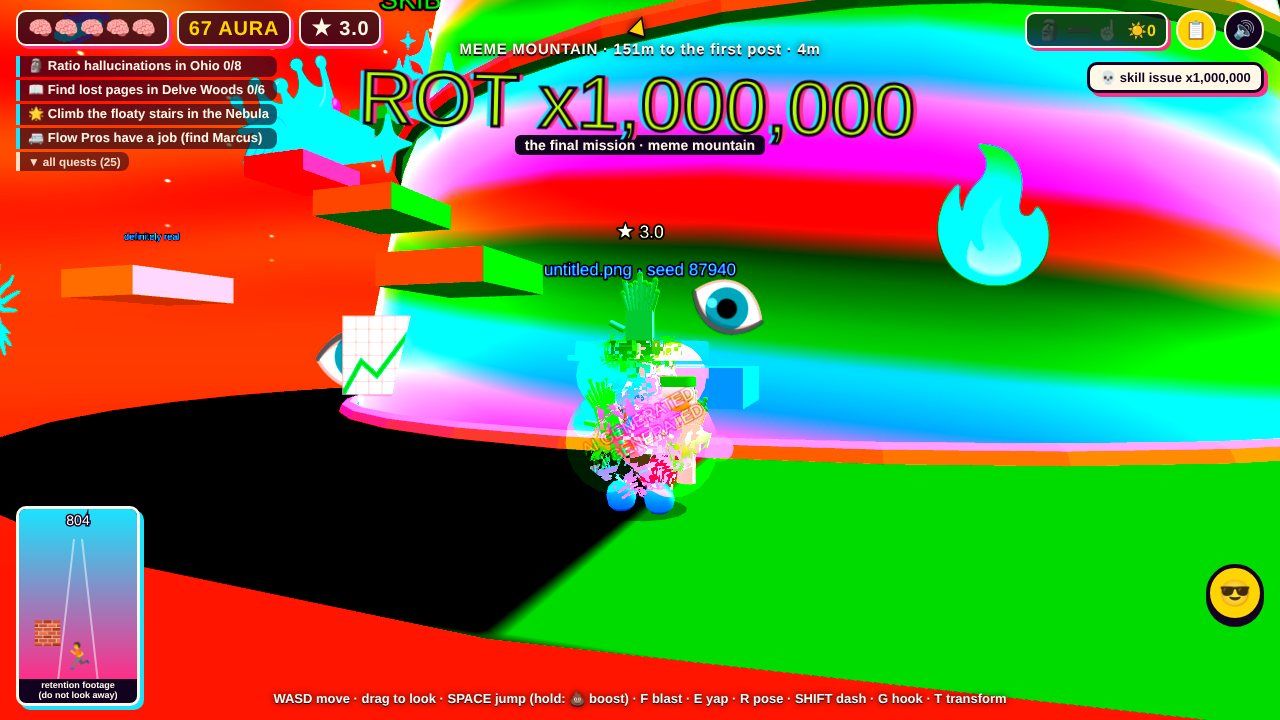 SKIB
67 AURA
★ 3.0
MEME MOUNTAIN · 151m to the first post · 4m
0
Ratio hallucinations in Ohio 0/8
Find lost pages in Delve Woods 0/6
Climb the floaty stairs in the Nebula
Flow Pros have a job (find Marcus)
▼ all quests (25)
skill issue x1,000,000
ROT x1,000,000
the final mission · meme mountain
★ 3.0
definitely real
untitled.png · seed 87940
AI GENERATED
804
retention footage
(do not look away)
WASD move · drag to look · SPACE jump (hold: 💩 boost) · F blast · E yap · R pose · SHIFT dash · G hook · T transform